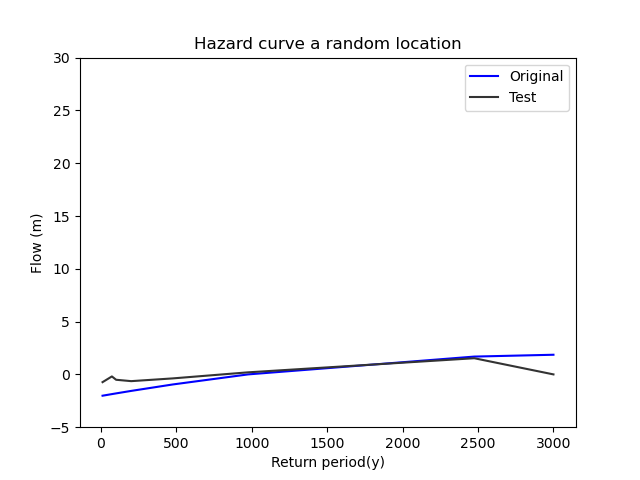 Hazard curve a random location
Original
Test
30
25
20
15
10
5
0
−5
Flow (m)
0 500 1000 1500 2000 2500 3000
Return period(y)